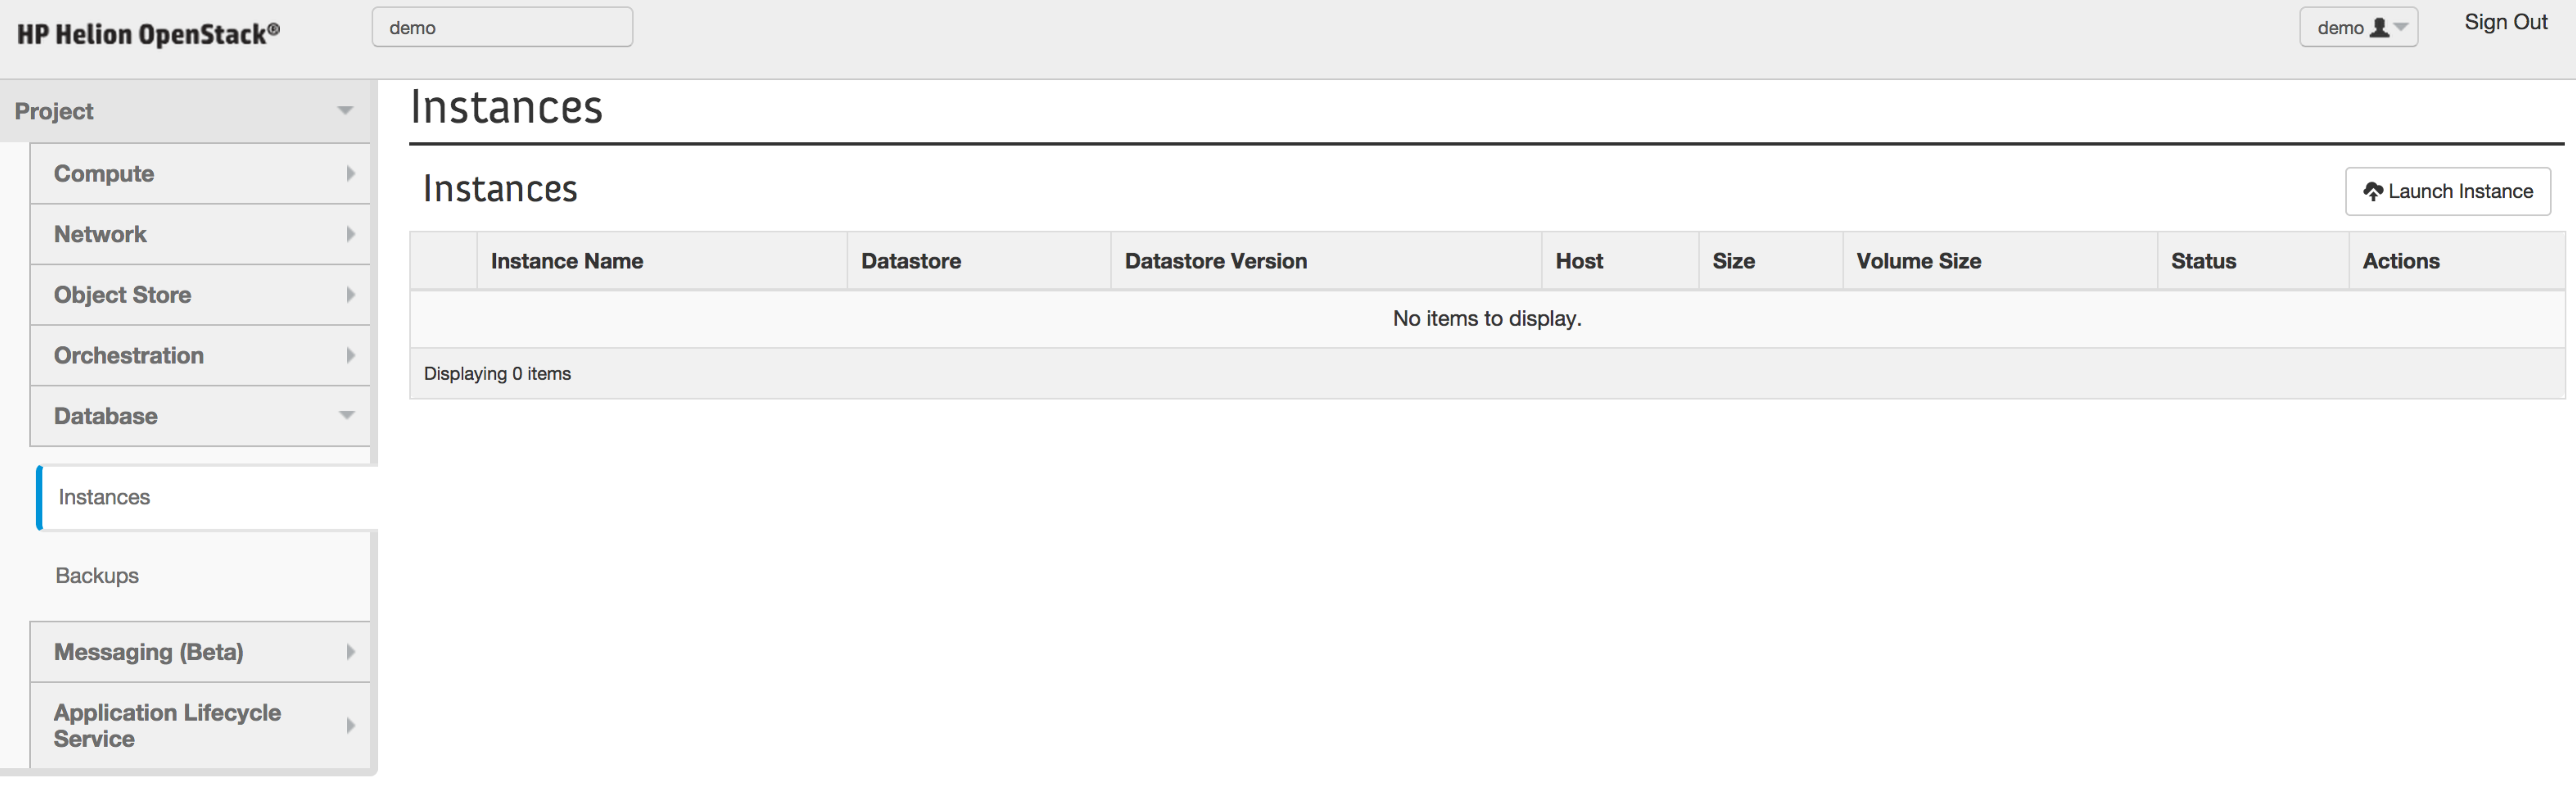 HP Helion OpenStack®
demo
demo
Sign Out
Project
Compute
Network
Object Store
Orchestration
Database
Instances
Backups
Messaging (Beta)
Application Lifecycle
Service
Instances
Instances
Launch Instance
Instance Name Datastore Datastore Version Host Size Volume Size Status Actions
No items to display.
Displaying 0 items